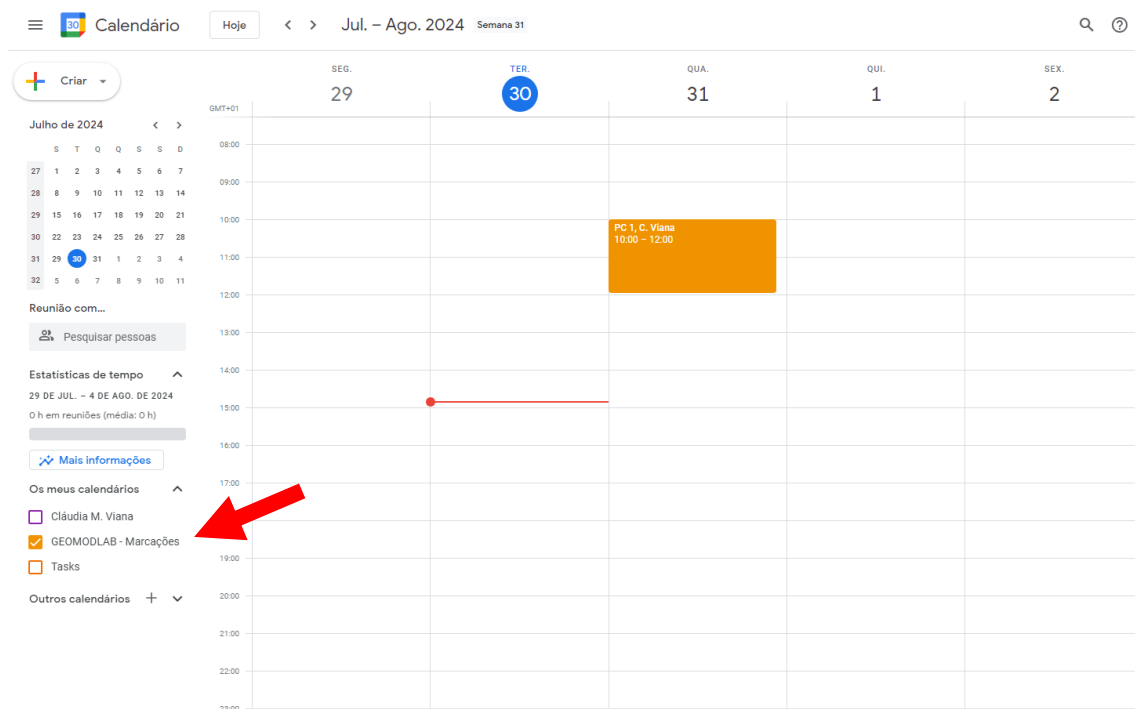 30 Calendário Hoje Jul. – Ago. 2024 Semana 31
Criar
SEG. TER. QUA. QUI. SEX.
29 30 31 1 2
GMT+01
Julho de 2024
S T Q Q S S D
27 1 2 3 4 5 6 7
28 8 9 10 11 12 13 14
29 15 16 17 18 19 20 21
30 22 23 24 25 26 27 28
31 29 30 31 1 2 3 4
32 5 6 7 8 9 10 11
Reunião com...
Pesquisar pessoas
Estatísticas de tempo
29 DE JUL. – 4 DE AGO. DE 2024
0 h em reuniões (média: 0 h)
Mais informações
Os meus calendários
Cláudia M. Viana
GEOMODLAB - Marcações
Tasks
Outros calendários
08:00
09:00
10:00
11:00
12:00
13:00
14:00
15:00
16:00
17:00
19:00
20:00
21:00
22:00
23:00
PC 1, C. Viana
10:00 – 12:00